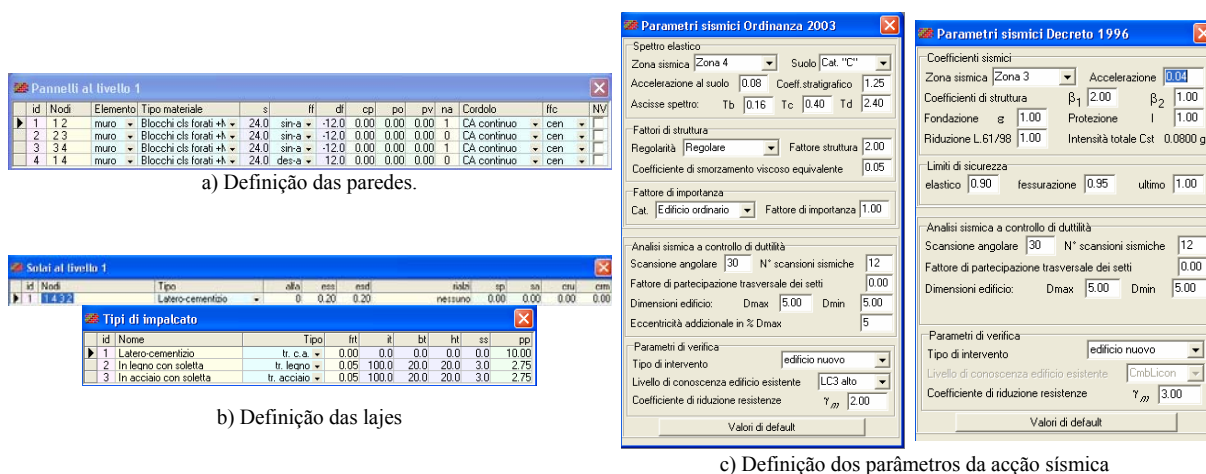 Pannelli al livello 1
id Nodi Elemento Tipo materiale s ff df cp po pv na Cordolo ffc NV
1 1 2 muro Blocchi cls forati +M 24.0 sin-a -12.0 0.00 0.00 0.00 1 CA continuo cen
2 2 3 muro Blocchi cls forati +M 24.0 sin-a -12.0 0.00 0.00 0.00 0 CA continuo cen
3 3 4 muro Blocchi cls forati +M 24.0 sin-a -12.0 0.00 0.00 0.00 1 CA continuo cen
4 1 4 muro Blocchi cls forati +M 24.0 des-a 12.0 0.00 0.00 0.00 0 CA continuo cen
a) Definição das paredes.
Solai al livello 1
id Nodi Tipo alfa ess esd rialzi sp sa cru crm
1 1 4 3 2 Latero-cementizio 0 0.20 0.20 nessuno 0.00 0.00 0.00 0.00
Tipi di impalcato
id Nome Tipo frt it bt ht ss pp
1 Latero-cementizio tr. c.a. 0.00 0.0 0.0 0.0 0.0 10.00
2 In legno con soletta tr. legno 0.05 100.0 20.0 20.0 3.0 2.75
3 In acciaio con soletta tr. acciaio 0.05 100.0 20.0 20.0 3.0 2.75
b) Definição das lajes
Parametri sismici Ordinanza 2003
Spettro elastico
Zona sismica Zona 4 Suolo Cat. "C"
Accelerazione al suolo 0.08 Coeff.stratigrafico 1.25
Ascisse spettro: Tb 0.16 Tc 0.40 Td 2.40
Fattori di struttura
Regolarità Regolare Fattore struttura 2.00
Coefficiente di smorzamento viscoso equivalente 0.05
Fattore di importanza
Cat. Edificio ordinario Fattore di importanza 1.00
Analisi sismica a controllo di duttilità
Scansione angolare 30 N° scansioni sismiche 12
Fattore di partecipazione trasversale dei setti 0.00
Dimensioni edificio: Dmax 5.00 Dmin 5.00
Eccentricità addizionale in % Dmax 5
Parametri di verifica
Tipo di intervento edificio nuovo
Livello di conoscenza edificio esistente LC3 alto
Coefficiente di riduzione resistenze γm 2.00
Valori di default
Parametri sismici Decreto 1996
Coefficienti sismici
Zona sismica Zona 3 Accelerazione 0.04
Coefficienti di struttura β1 2.00 β2 1.00
Fondazione ε 1.00 Protezione I 1.00
Riduzione L.61/98 1.00 Intensità totale Cst 0.0800 g
Limiti di sicurezza
elastico 0.90 fessurazione 0.95 ultimo 1.00
Analisi sismica a controllo di duttilità
Scansione angolare 30 N° scansioni sismiche 12
Fattore di partecipazione trasversale dei setti 0.00
Dimensioni edificio: Dmax 5.00 Dmin 5.00
Parametri di verifica
Tipo di intervento edificio nuovo
Livello di conoscenza edificio esistente CmbLicon
Coefficiente di riduzione resistenze γm 3.00
Valori di default
c) Definição dos parâmetros da acção sísmica